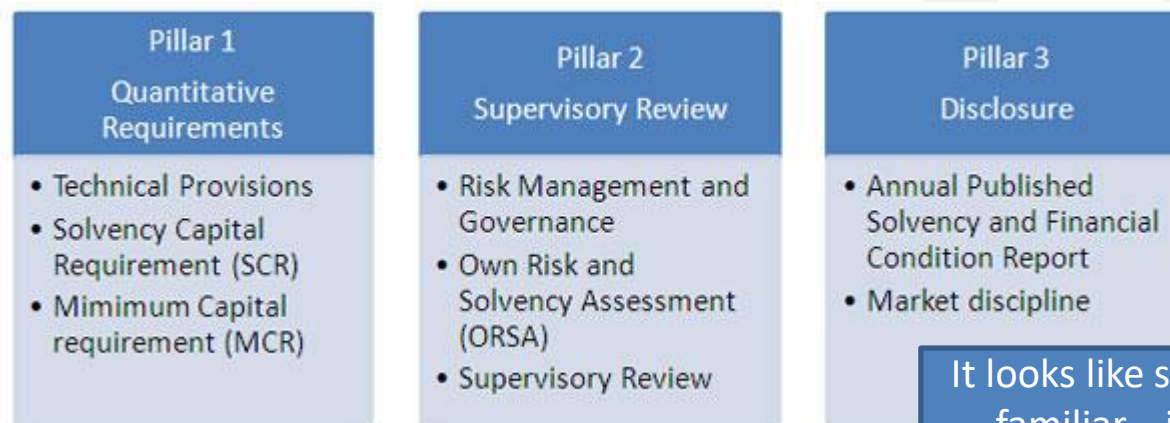 Pillar 1
Quantitative
Requirements
• Technical Provisions
• Solvency Capital
Requirement (SCR)
• Mimimum Capital
requirement (MCR)
Pillar 2
Supervisory Review
• Risk Management and
Governance
• Own Risk and
Solvency Assessment
(ORSA)
• Supervisory Review
Pillar 3
Disclosure
• Annual Published
Solvency and Financial
Condition Report
• Market discipline
It looks like